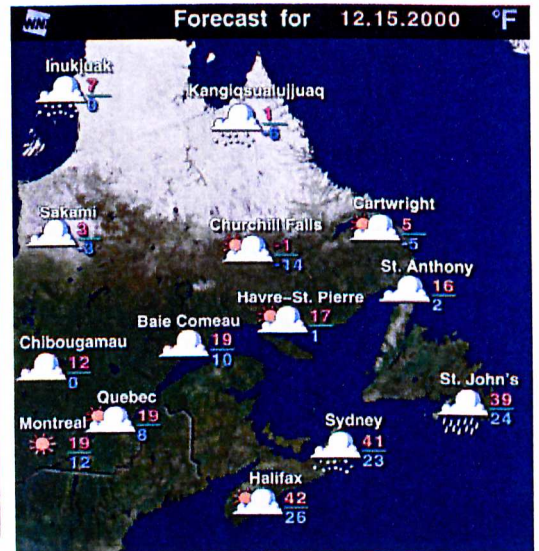 WN
Forecast for 12.15.2000 °F
Inukjuak
7
0
Kangiqsualujjuaq
1
-6
Cartwright
5
-5
Sakami
3
-3
Churchill Falls
-1
-14
St. Anthony
16
2
Havre-St. Pierre
17
1
Baie Comeau
19
10
Chibougamau
12
0
St. John's
39
24
Quebec
19
8
Montreal
19
12
Sydney
41
23
Halifax
42
26